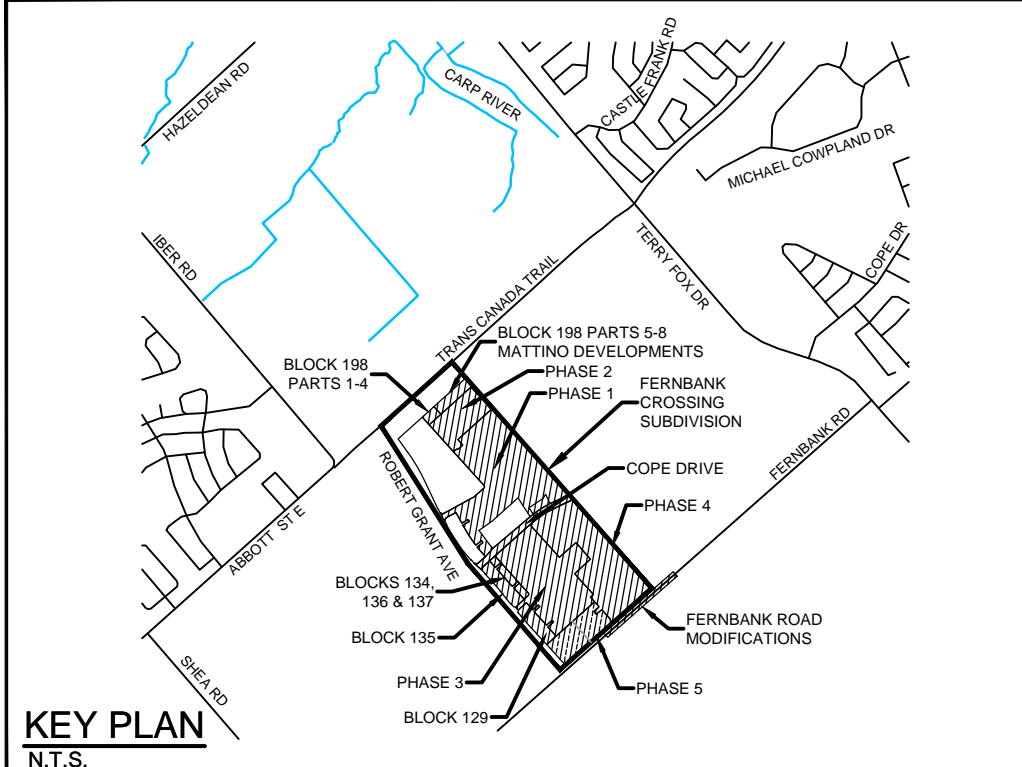 CASTLE FRANK RD
HAZELDEAN RD
CARP RIVER
MICHAEL COWPLAND DR
IBER RD
TERRY FOX DR
COPE DR
TRANS CANADA TRAIL
BLOCK 198 PARTS 5-8
MATTINO DEVELOPMENTS
BLOCK 198
PARTS 1-4
PHASE 2
PHASE 1
FERNBANK
CROSSING
SUBDIVISION
FERNBANK RD
COPE DRIVE
PHASE 4
ROBERT GRANT AVE
ABBOTT ST E
BLOCKS 134,
136 & 137
FERNBANK ROAD
MODIFICATIONS
BLOCK 135
SHEA RD
PHASE 3
PHASE 5
BLOCK 129
KEY PLAN
N.T.S.